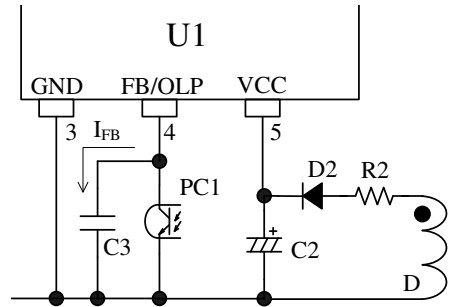 U1
GND FB/OLP VCC
3 4 5
I_FB
D2 R2
PC1
C3 + C2
D